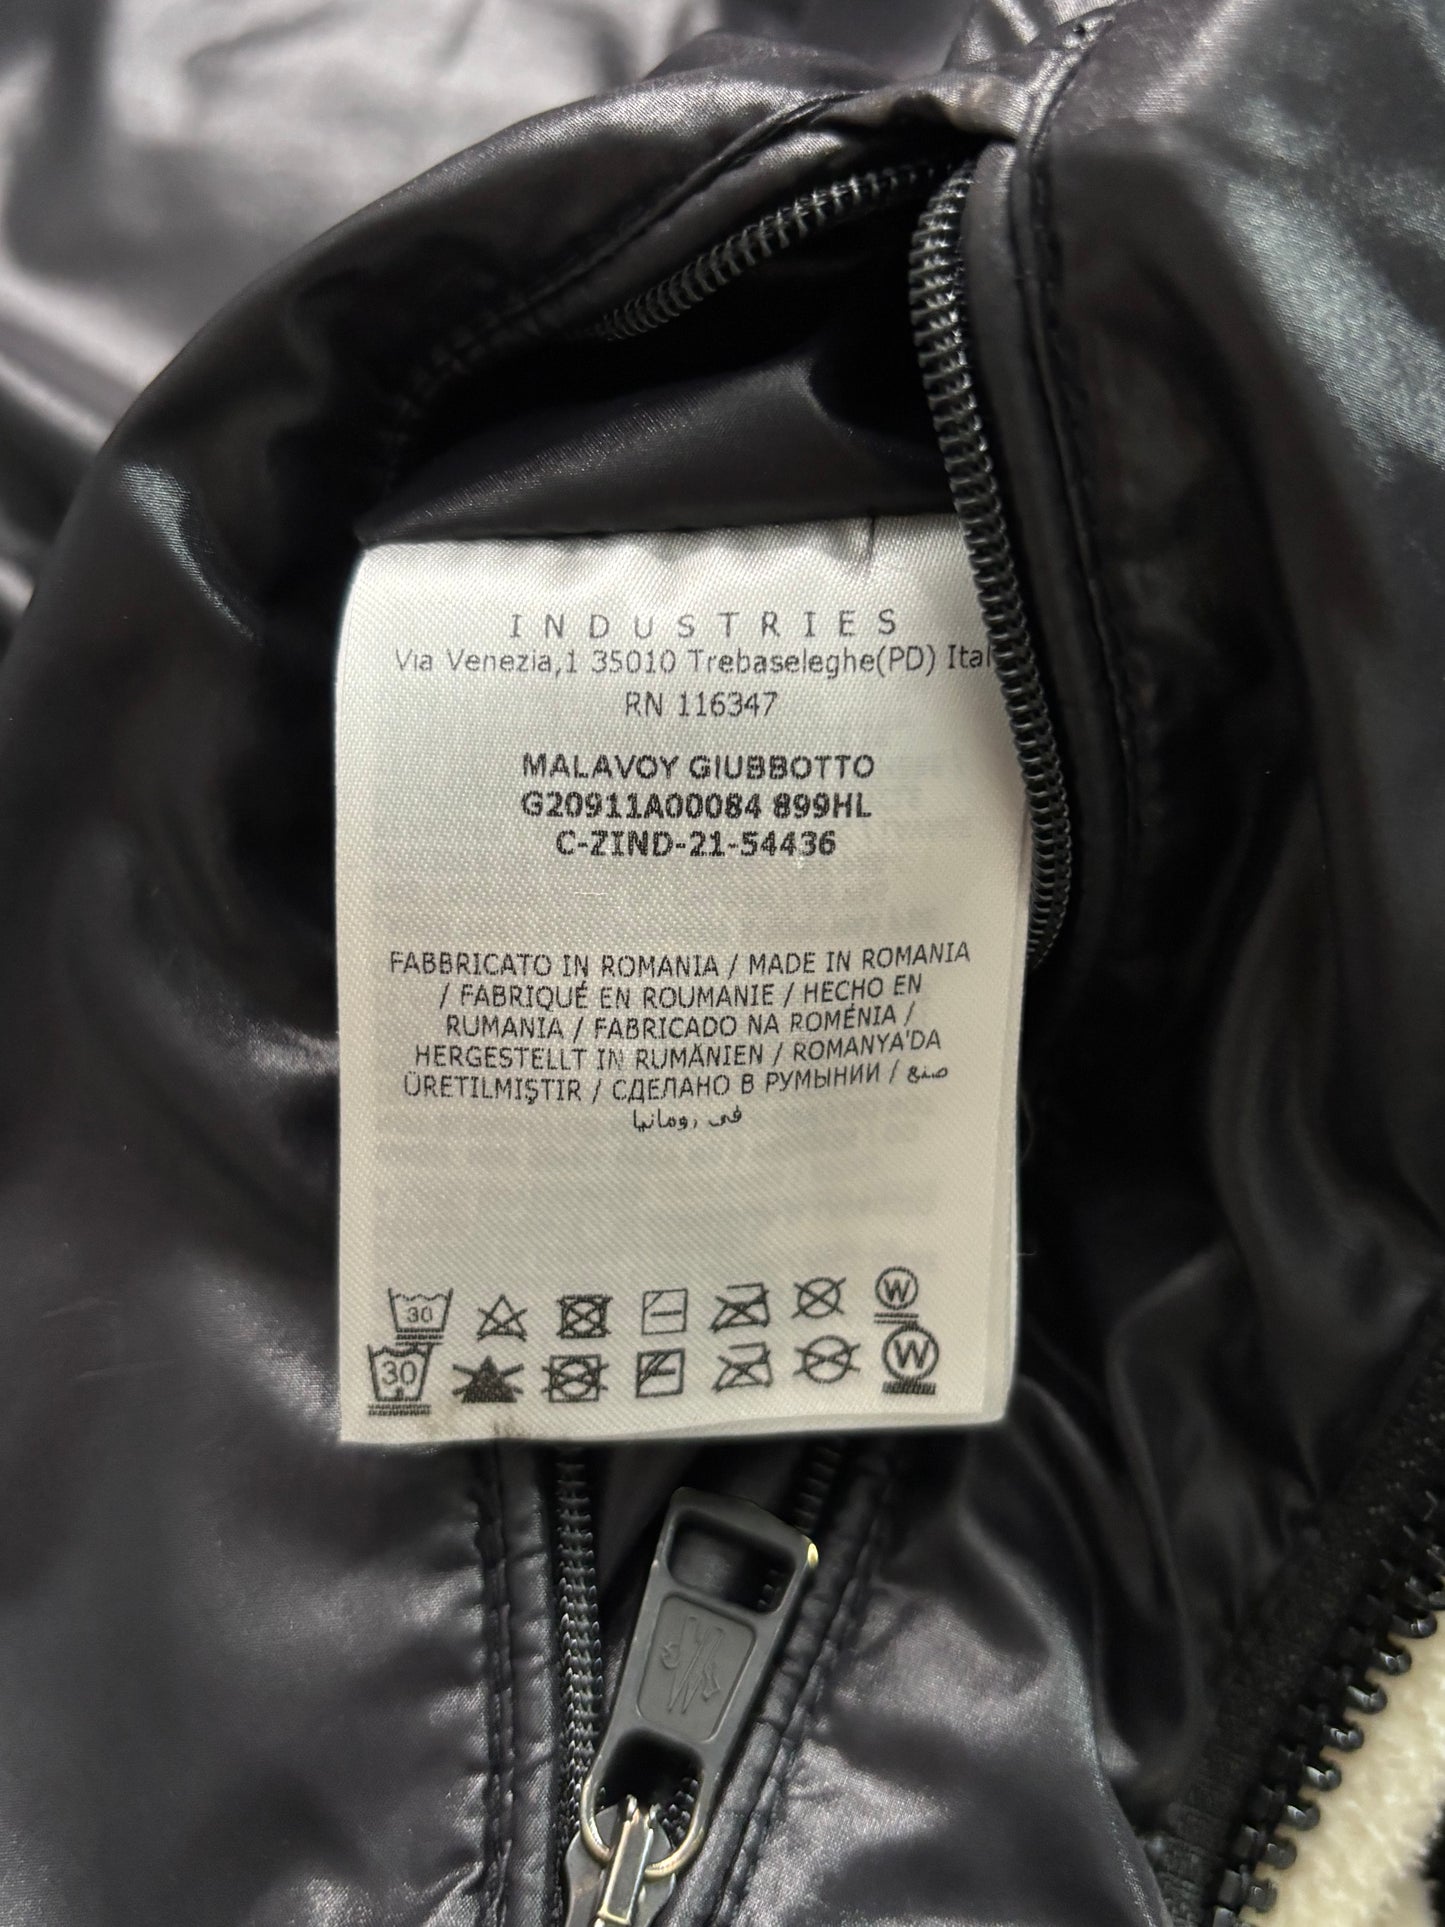 INDUSTRIES
Via Venezia,1 35010 Trebaseleghe(PD) Ital
RN 116347
MALAVOY GIUBBOTTO
G20911A00084 899HL
C-ZIND-21-54436
FABBRICATO IN ROMANIA / MADE IN ROMANIA
/ FABRIQUÉ EN ROUMANIE / HECHO EN
RUMANIA / FABRICADO NA ROMÉNIA /
HERGESTELLT IN RUMÄNIEN / ROMANYA'DA
ÜRETILMIŞTIR / СДЕЛАНО В РУМЫНИИ / صنع
في رومانيا
30 W
30 W